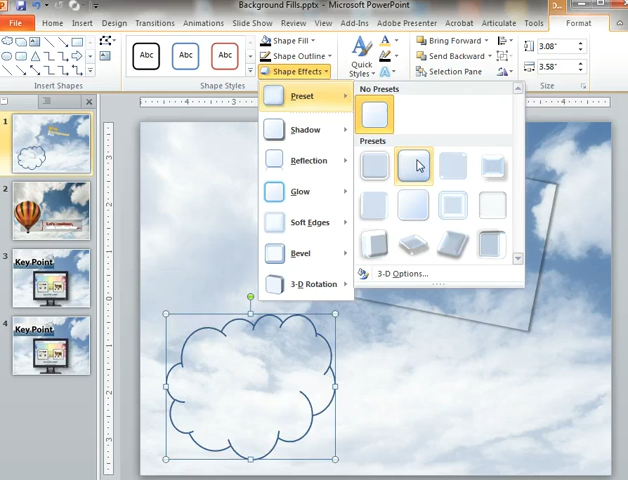 Background Fills.pptx - Microsoft PowerPoint
File Home Insert Design Transitions Animations Slide Show Review View Add-Ins Adobe Presenter Acrobat Articulate Tools Format
Abc Abc Abc
Shape Fill
Shape Outline
Shape Effects
Quick
Styles
Bring Forward
Send Backward
Selection Pane
3.08"
3.58"
Insert Shapes Shape Styles Size
Preset
Shadow
Reflection
Glow
Soft Edges
Bevel
3-D Rotation
No Presets
Presets
3-D Options...
1
2
3
Key Point
4
Key Point